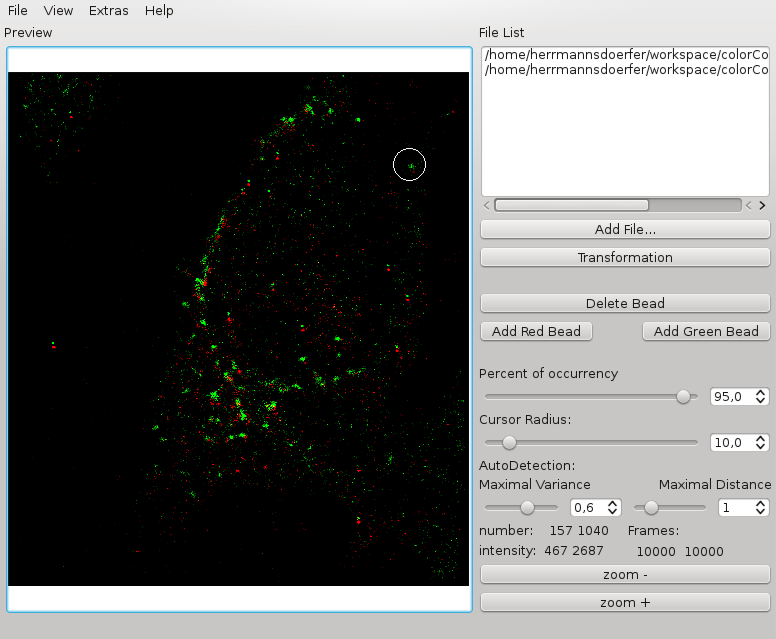 File View Extras Help
Preview
File List
/home/herrmannsdoerfer/workspace/colorCo
/home/herrmannsdoerfer/workspace/colorCo
Add File...
Transformation
Delete Bead
Add Red Bead Add Green Bead
Percent of occurrency
95,0
Cursor Radius:
10,0
AutoDetection:
Maximal Variance Maximal Distance
0,6 1
number: 157 1040 Frames:
intensity: 467 2687 10000 10000
zoom -
zoom +